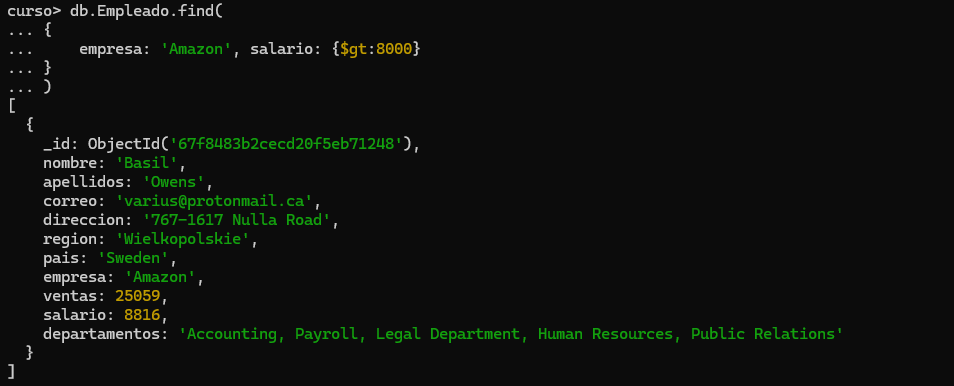 curso> db.Empleado.find(
... {
...     empresa: 'Amazon', salario: {$gt:8000}
... }
... )
[
  {
    _id: ObjectId('67f8483b2cecd20f5eb71248'),
    nombre: 'Basil',
    apellidos: 'Owens',
    correo: 'varius@protonmail.ca',
    direccion: '767-1617 Nulla Road',
    region: 'Wielkopolskie',
    pais: 'Sweden',
    empresa: 'Amazon',
    ventas: 25059,
    salario: 8816,
    departamentos: 'Accounting, Payroll, Legal Department, Human Resources, Public Relations'
  }
]